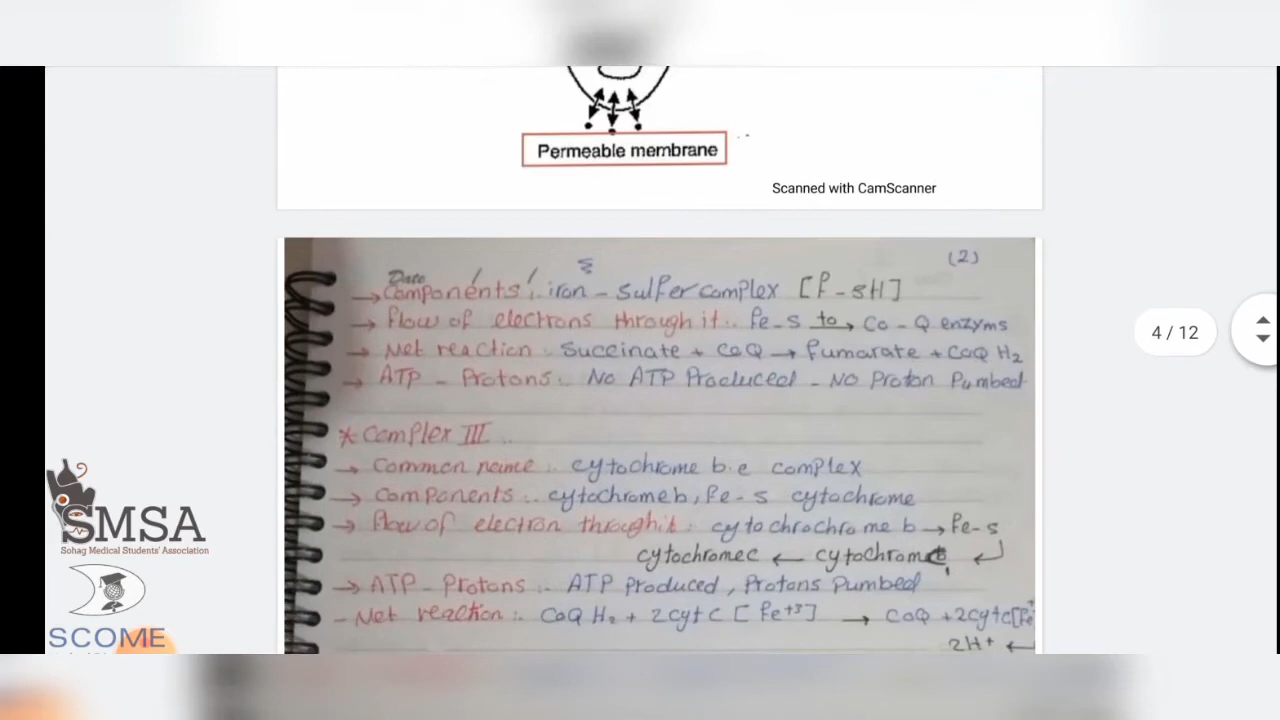 Permeable membrane
Scanned with CamScanner
(2)
Date / /
→ Components : iron - sulfer complex [f - sH]
→ flow of electrons through it : fe-s to → Co - Q enzyms
→ Net reaction : Succinate + CoQ → fumarate + CoQ H2
→ ATP - Protons : No ATP Produced - No Proton Pumbed
* Complex III ..
→ Common name : cytochrome b.e complex
→ Components .. cytochrome b, fe-s cytochrome
→ flow of electron through it : cytochrochrome b → fe-s
cytochrome c ←
→ ATP - Protons .. ATP Produced, Protons Pumbed
- Net reaction :. CoQ H2 + 2cyt c [fe+3] → CoQ + 2cyt c [fe
2H+ ←
4 / 12
SMSA
Sohag Medical Students' Association
SCOME